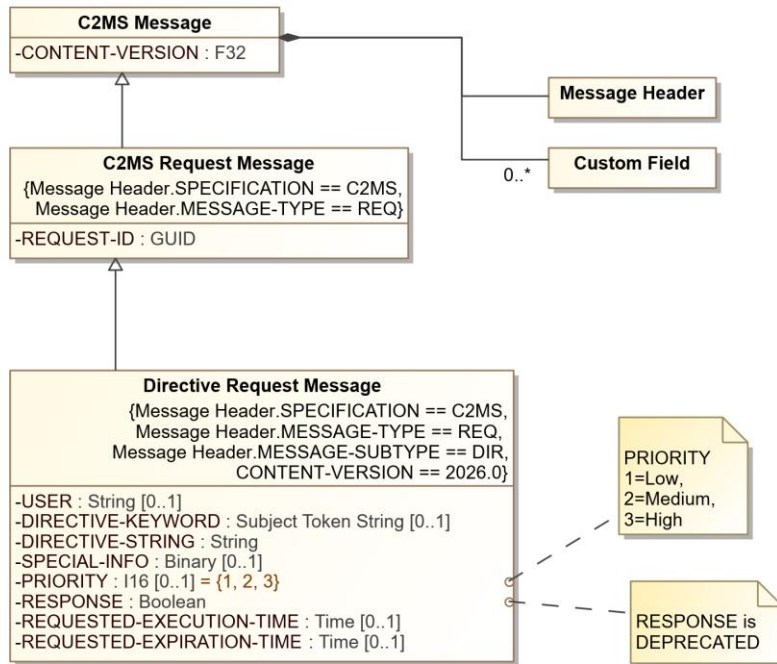 C2MS Message
-CONTENT-VERSION : F32
Message Header
Custom Field
0..*
C2MS Request Message
{Message Header.SPECIFICATION == C2MS,
Message Header.MESSAGE-TYPE == REQ}
-REQUEST-ID : GUID
Directive Request Message
{Message Header.SPECIFICATION == C2MS,
Message Header.MESSAGE-TYPE == REQ,
Message Header.MESSAGE-SUBTYPE == DIR,
CONTENT-VERSION == 2026.0}
-USER : String [0..1]
-DIRECTIVE-KEYWORD : Subject Token String [0..1]
-DIRECTIVE-STRING : String
-SPECIAL-INFO : Binary [0..1]
-PRIORITY : I16 [0..1] = {1, 2, 3}
-RESPONSE : Boolean
-REQUESTED-EXECUTION-TIME : Time [0..1]
-REQUESTED-EXPIRATION-TIME : Time [0..1]
PRIORITY
1=Low,
2=Medium,
3=High
RESPONSE is
DEPRECATED